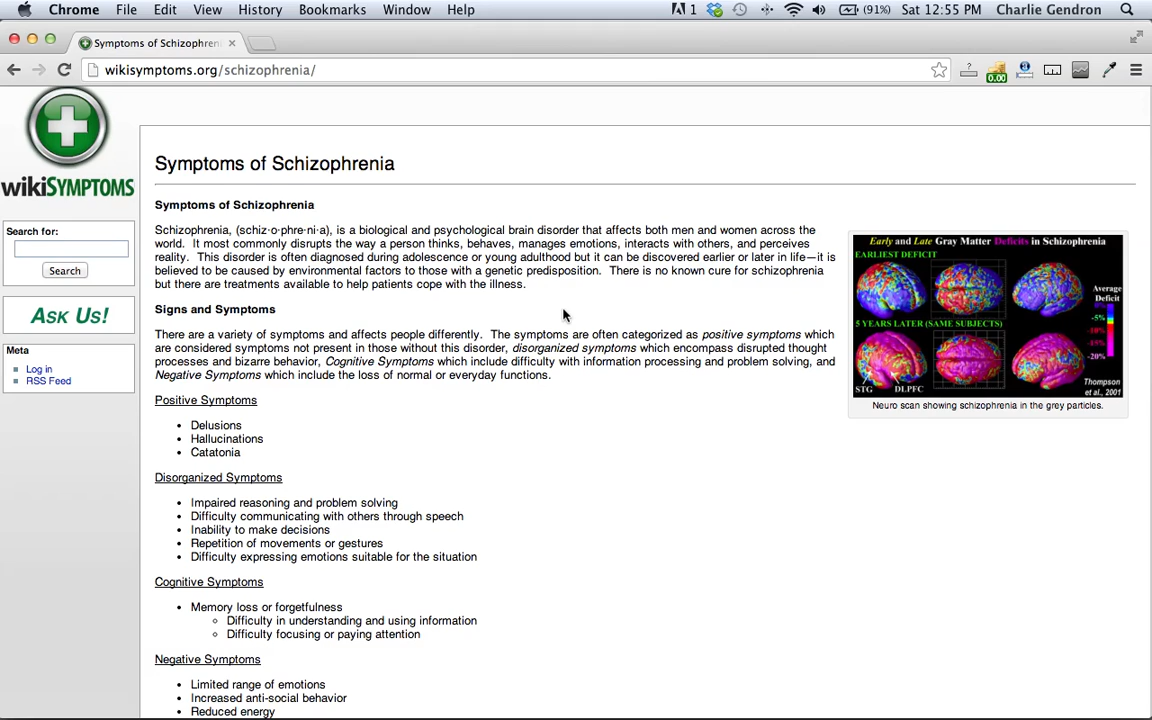 Chrome File Edit View History Bookmarks Window Help 1 (91%) Sat 12:55 PM Charlie Gendron
Symptoms of Schizophren
wikisymptoms.org/schizophrenia/
0.00
wikiSYMPTOMS
Search for:
Search
ASK US!
Meta
Log in
RSS Feed
Symptoms of Schizophrenia
Symptoms of Schizophrenia
Schizophrenia, (schiz·o·phre·ni·a), is a biological and psychological brain disorder that affects both men and women across the
world. It most commonly disrupts the way a person thinks, behaves, manages emotions, interacts with others, and perceives
reality. This disorder is often diagnosed during adolescence or young adulthood but it can be discovered earlier or later in life—it is
believed to be caused by environmental factors to those with a genetic predisposition. There is no known cure for schizophrenia
but there are treatments available to help patients cope with the illness.
Signs and Symptoms
There are a variety of symptoms and affects people differently. The symptoms are often categorized as positive symptoms which
are considered symptoms not present in those without this disorder, disorganized symptoms which encompass disrupted thought
processes and bizarre behavior, Cognitive Symptoms which include difficulty with information processing and problem solving, and
Negative Symptoms which include the loss of normal or everyday functions.
Positive Symptoms
Delusions
Hallucinations
Catatonia
Disorganized Symptoms
Impaired reasoning and problem solving
Difficulty communicating with others through speech
Inability to make decisions
Repetition of movements or gestures
Difficulty expressing emotions suitable for the situation
Cognitive Symptoms
Memory loss or forgetfulness
Difficulty in understanding and using information
Difficulty focusing or paying attention
Negative Symptoms
Limited range of emotions
Increased anti-social behavior
Reduced energy
Early and Late Gray Matter Deficits in Schizophrenia
EARLIEST DEFICIT
Average
Deficit
0%
-5%
-10%
-15%
-20%
5 YEARS LATER (SAME SUBJECTS)
STG DLPFC
Thompson
et al., 2001
Neuro scan showing schizophrenia in the grey particles.